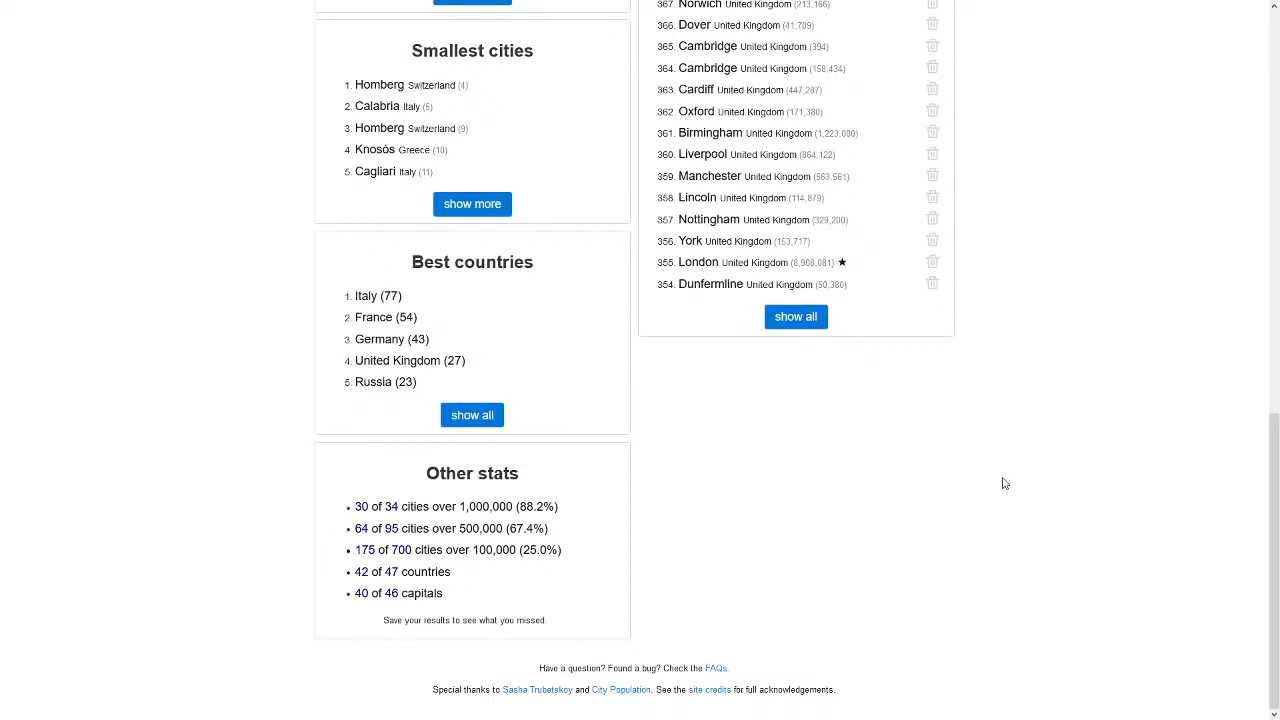 Smallest cities
1. Homberg Switzerland (4)
2. Calabria Italy (5)
3. Homberg Switzerland (9)
4. Knosós Greece (10)
5. Cagliari Italy (11)
show more
Best countries
1. Italy (77)
2. France (54)
3. Germany (43)
4. United Kingdom (27)
5. Russia (23)
show all
Other stats
• 30 of 34 cities over 1,000,000 (88.2%)
• 64 of 95 cities over 500,000 (67.4%)
• 175 of 700 cities over 100,000 (25.0%)
• 42 of 47 countries
• 40 of 46 capitals
Save your results to see what you missed.
367. Norwich United Kingdom (213,166)
366. Dover United Kingdom (41,709)
365. Cambridge United Kingdom (394)
364. Cambridge United Kingdom (158,434)
363. Cardiff United Kingdom (447,287)
362. Oxford United Kingdom (171,380)
361. Birmingham United Kingdom (1,223,000)
360. Liverpool United Kingdom (864,122)
359. Manchester United Kingdom (563,561)
358. Lincoln United Kingdom (114,879)
357. Nottingham United Kingdom (329,200)
356. York United Kingdom (153,717)
355. London United Kingdom (8,908,081) ★
354. Dunfermline United Kingdom (50,380)
show all
Have a question? Found a bug? Check the FAQs.
Special thanks to Sasha Trubetskoy and City Population. See the site credits for full acknowledgements.